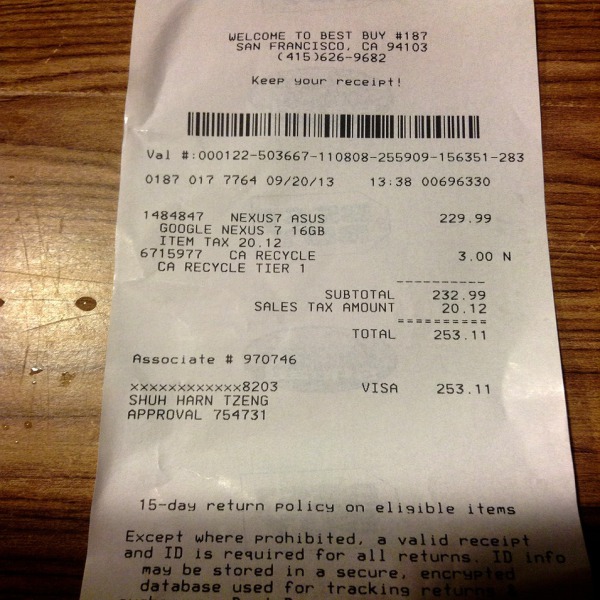 WELCOME TO BEST BUY #187
SAN FRANCISCO, CA 94103
(415)626-9682
Keep your receipt!
Val #:000122-503667-110808-255909-156351-283
0187 017 7764 09/20/13 13:38 00696330
1484847 NEXUS7 ASUS 229.99
GOOGLE NEXUS 7 16GB
ITEM TAX 20.12
6715977 CA RECYCLE 3.00 N
CA RECYCLE TIER 1
----------
SUBTOTAL 232.99
SALES TAX AMOUNT 20.12
==========
TOTAL 253.11
Associate # 970746
xxxxxxxxxxxx8203 VISA 253.11
SHUH HARN TZENG
APPROVAL 754731
15-day return policy on eligible items
Except where prohibited, a valid receipt
and ID is required for all returns. ID info
may be stored in a secure, encrypted
database used for tracking returns